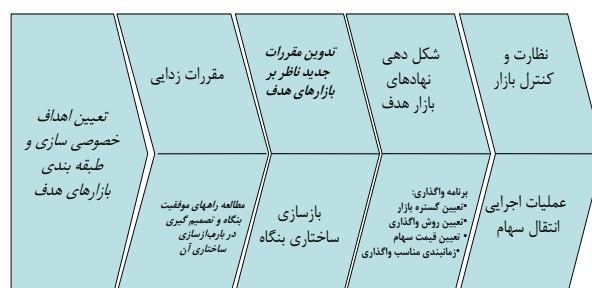 تعیین اهداف
خصوصی سازی و
طبقه بندی
بازارهای هدف
مقررات زدایی
تدوین مقررات
جدید ناظر بر
بازارهای هدف
شکل دهی
نهادهای
بازار هدف
نظارت و
کنترل بازار
مطالعه راههای موفقیت
بنگاه و تصمیم گیری
در بارهبازسازی
ساختاری آن
بازسازی
ساختاری بنگاه
برنامه واگذاری:
•تعیین گستره بازار
•تعیین روش واگذاری
• تعیین قیمت سهام
•زمانبندی مناسب واگذاری
عملیات اجرایی
انتقال سهام